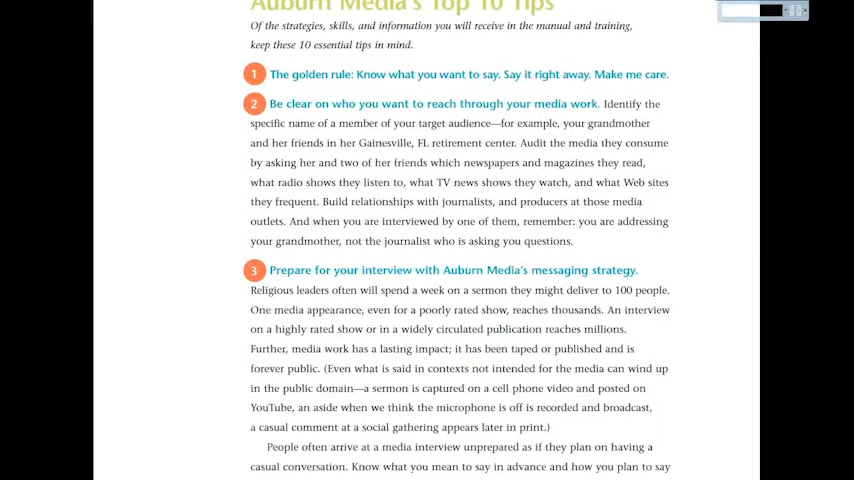 Auburn Media's Top 10 Tips
Of the strategies, skills, and information you will receive in the manual and training,
keep these 10 essential tips in mind.
1 The golden rule: Know what you want to say. Say it right away. Make me care.
2 Be clear on who you want to reach through your media work. Identify the
specific name of a member of your target audience—for example, your grandmother
and her friends in her Gainesville, FL retirement center. Audit the media they consume
by asking her and two of her friends which newspapers and magazines they read,
what radio shows they listen to, what TV news shows they watch, and what Web sites
they frequent. Build relationships with journalists, and producers at those media
outlets. And when you are interviewed by one of them, remember: you are addressing
your grandmother, not the journalist who is asking you questions.
3 Prepare for your interview with Auburn Media's messaging strategy.
Religious leaders often will spend a week on a sermon they might deliver to 100 people.
One media appearance, even for a poorly rated show, reaches thousands. An interview
on a highly rated show or in a widely circulated publication reaches millions.
Further, media work has a lasting impact; it has been taped or published and is
forever public. (Even what is said in contexts not intended for the media can wind up
in the public domain—a sermon is captured on a cell phone video and posted on
YouTube, an aside when we think the microphone is off is recorded and broadcast,
a casual comment at a social gathering appears later in print.)
People often arrive at a media interview unprepared as if they plan on having a
casual conversation. Know what you mean to say in advance and how you plan to say